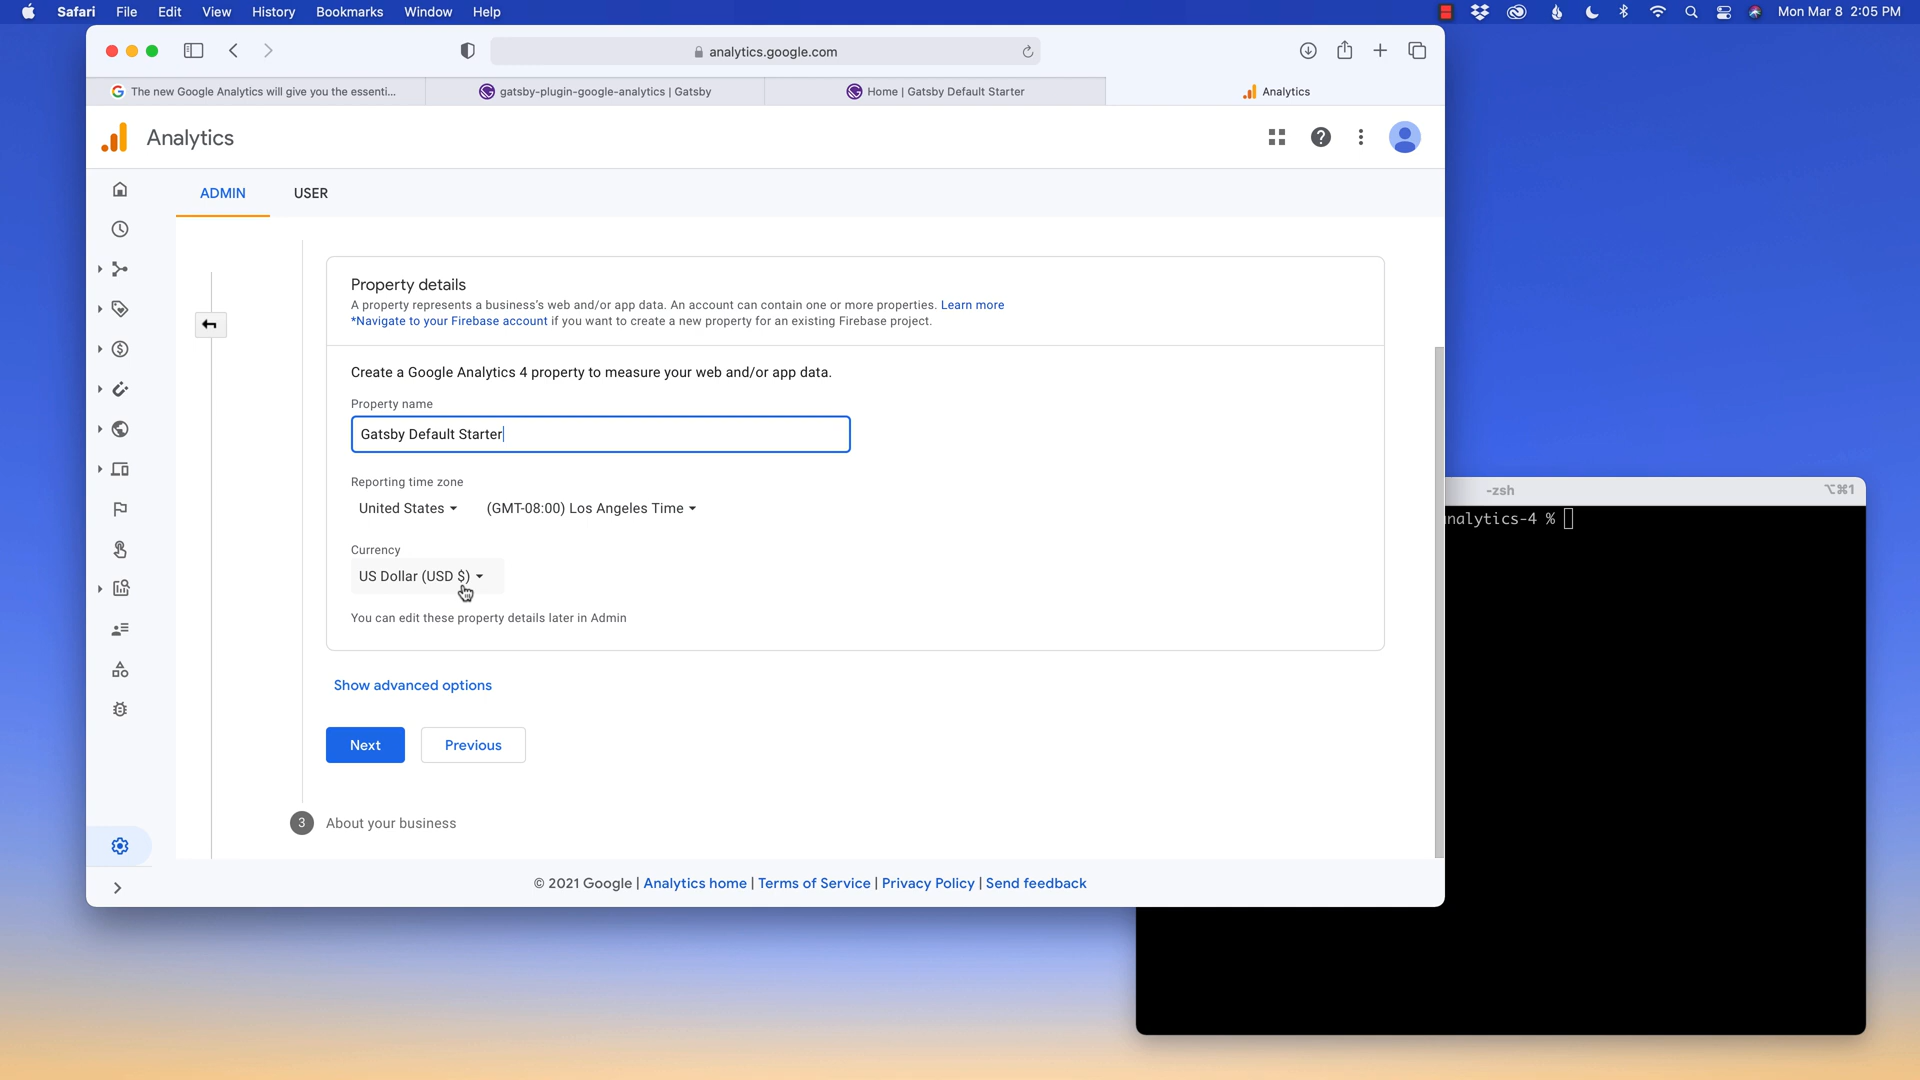 Safari File Edit View History Bookmarks Window Help
Mon Mar 8 2:05 PM
analytics.google.com
The new Google Analytics will give you the essenti...
gatsby-plugin-google-analytics | Gatsby
Home | Gatsby Default Starter
Analytics
Analytics
ADMIN
USER
Property details
A property represents a business's web and/or app data. An account can contain one or more properties. Learn more
*Navigate to your Firebase account if you want to create a new property for an existing Firebase project.
Create a Google Analytics 4 property to measure your web and/or app data.
Property name
Gatsby Default Starter
Reporting time zone
United States
(GMT-08:00) Los Angeles Time
-zsh
⌥⌘1
nalytics-4 %
Currency
US Dollar (USD $)
You can edit these property details later in Admin
Show advanced options
Next
Previous
3
About your business
© 2021 Google | Analytics home | Terms of Service | Privacy Policy | Send feedback